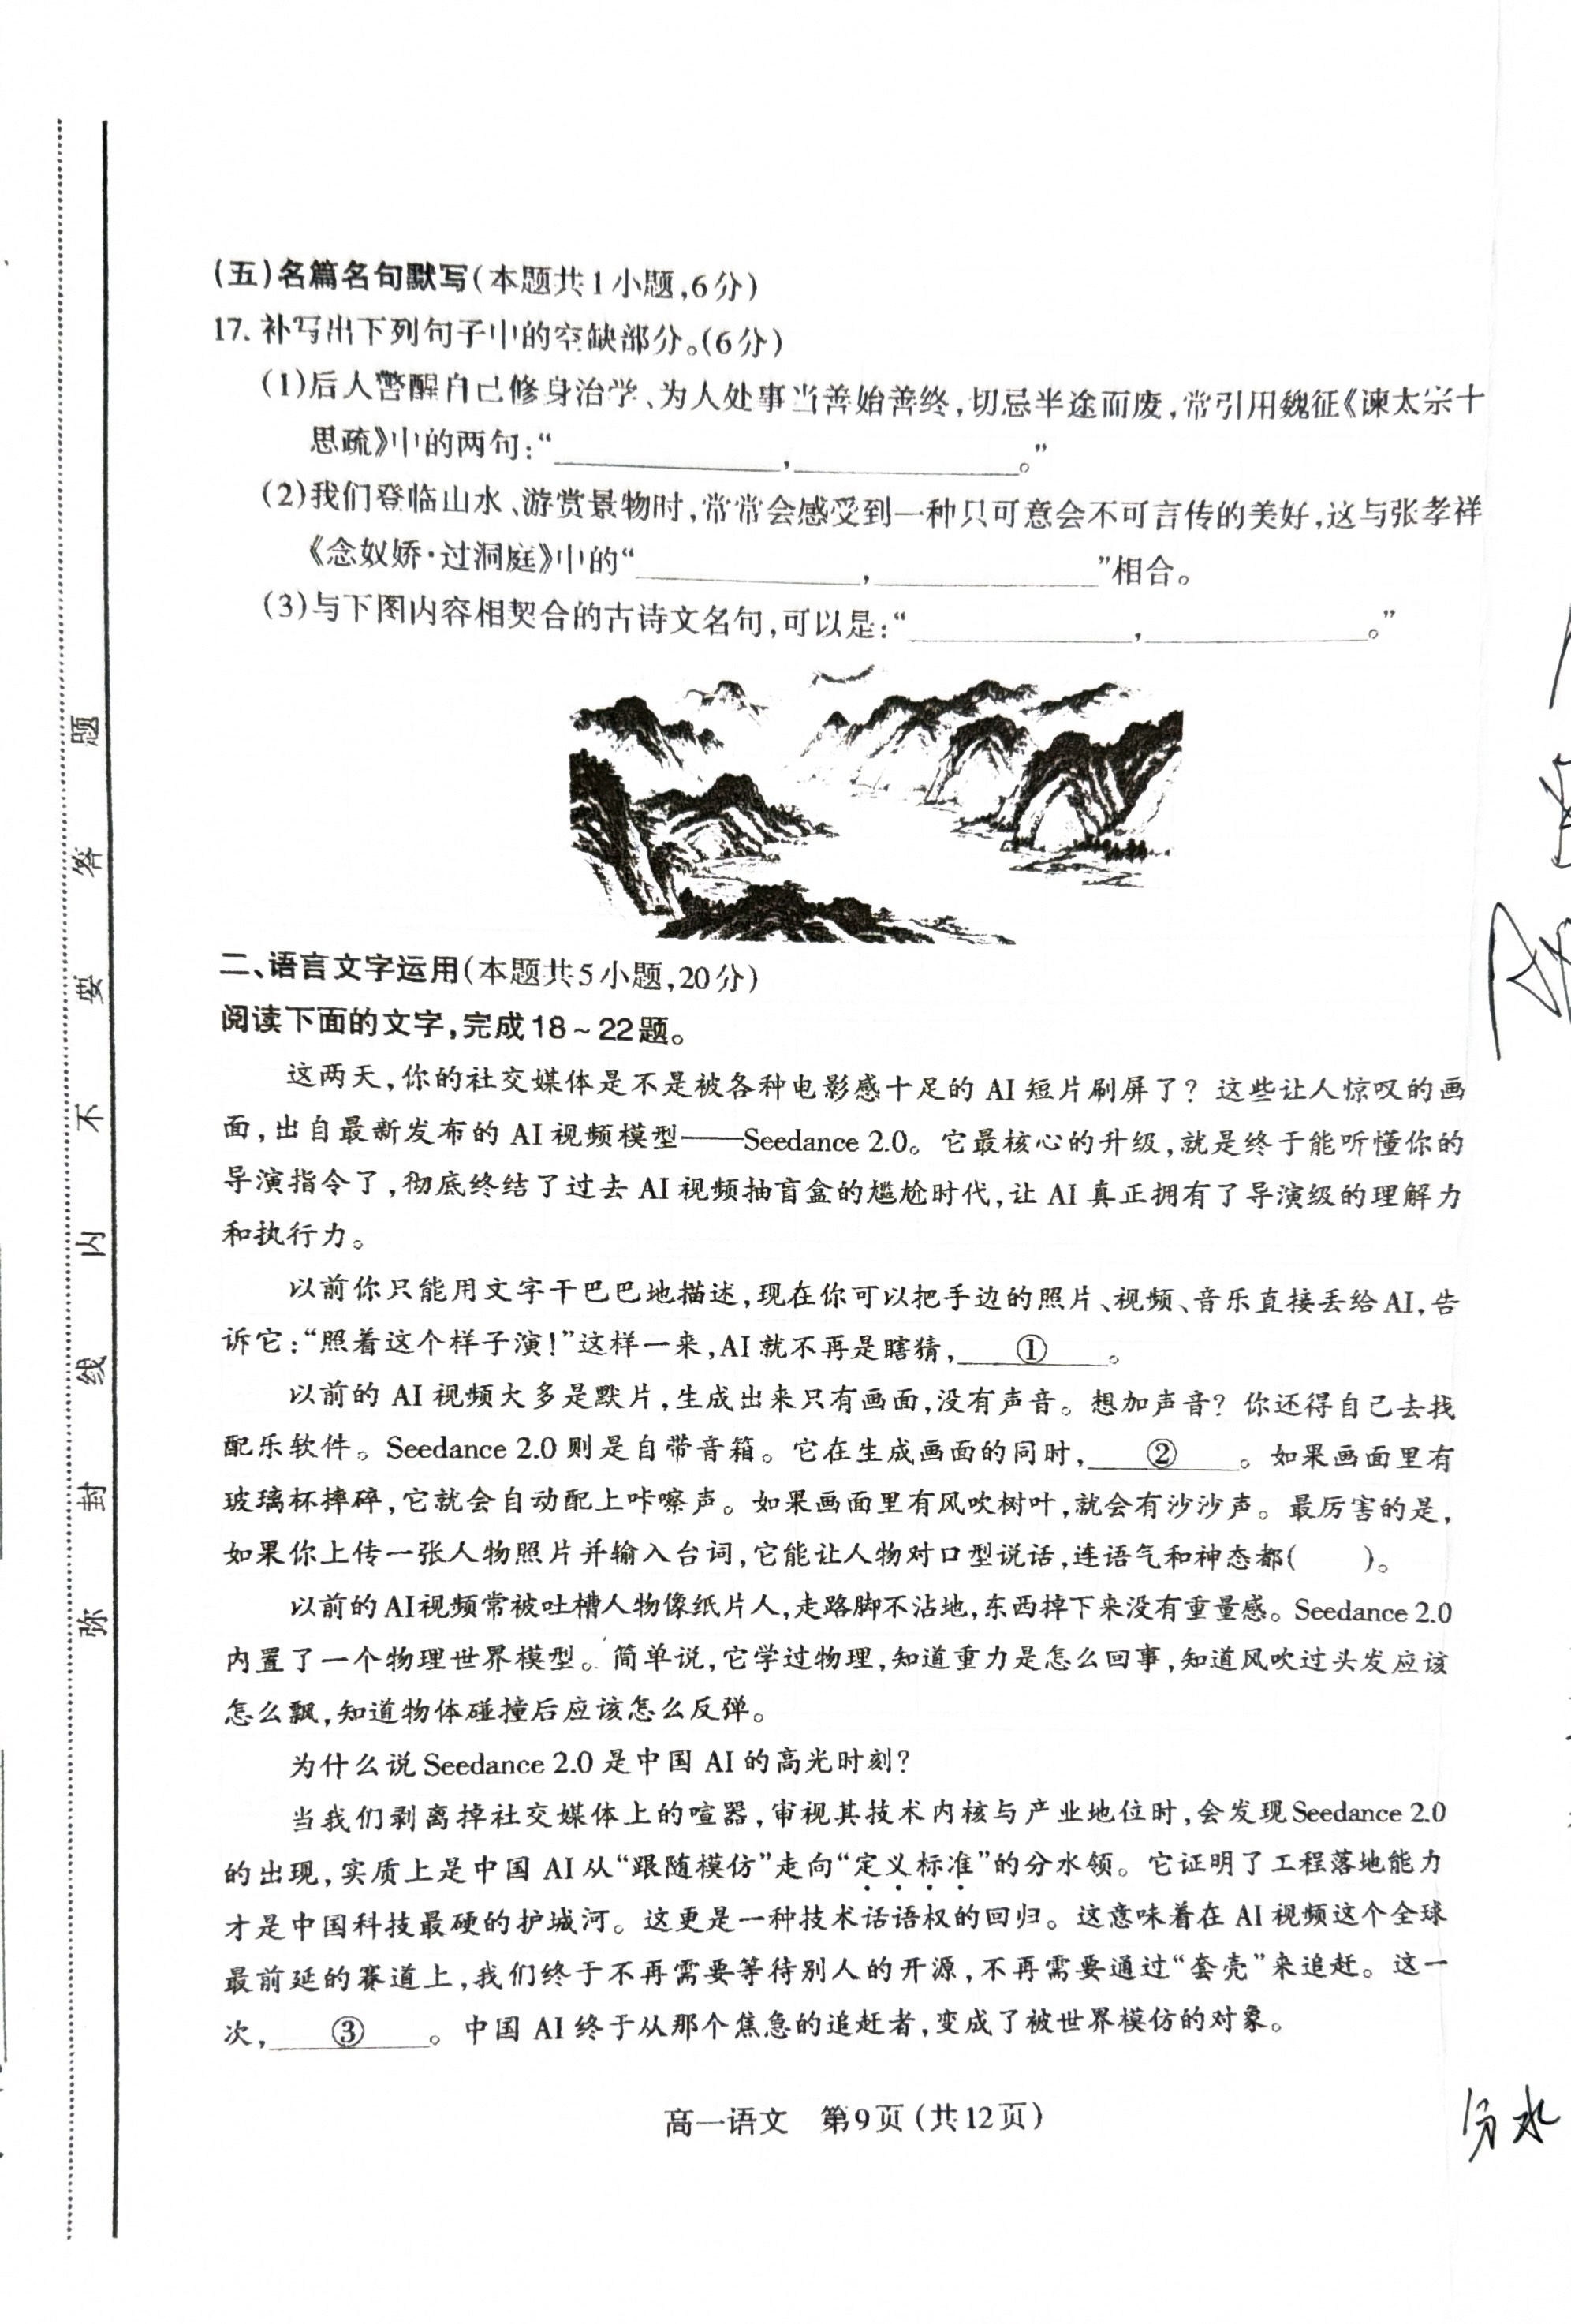 (五)名篇名句默写(本题共1小题,6分)
17. 补写出下列句子中的空缺部分。(6分)
(1)后人警醒自己修身治学、为人处事当善始善终,切忌半途而废,常引用魏征《谏太宗十
思疏》中的两句:“____________,____________。”
(2)我们登临山水、游赏景物时,常常会感受到一种只可意会不可言传的美好,这与张孝祥
《念奴娇·过洞庭》中的“____________,____________”相合。
(3)与下图内容相契合的古诗文名句,可以是:“____________,____________。”
二、语言文字运用(本题共5小题,20分)
阅读下面的文字,完成18~22题。
这两天,你的社交媒体是不是被各种电影感十足的 AI 短片刷屏了?这些让人惊叹的画
面,出自最新发布的 AI 视频模型——Seedance 2.0。它最核心的升级,就是终于能听懂你的
导演指令了,彻底终结了过去 AI 视频抽盲盒的尴尬时代,让 AI 真正拥有了导演级的理解力
和执行力。
以前你只能用文字干巴巴地描述,现在你可以把手边的照片、视频、音乐直接丢给AI,告
诉它:“照着这个样子演!”这样一来,AI 就不再是瞎猜,____①____。
以前的 AI 视频大多是默片,生成出来只有画面,没有声音。想加声音?你还得自己去找
配乐软件。Seedance 2.0 则是自带音箱。它在生成画面的同时,____②____。如果画面里有
玻璃杯摔碎,它就会自动配上咔嚓声。如果画面里有风吹树叶,就会有沙沙声。最厉害的是,
如果你上传一张人物照片并输入台词,它能让人物对口型说话,连语气和神态都(    )。
以前的AI视频常被吐槽人物像纸片人,走路脚不沾地,东西掉下来没有重量感。Seedance 2.0
内置了一个物理世界模型。简单说,它学过物理,知道重力是怎么回事,知道风吹过头发应该
怎么飘,知道物体碰撞后应该怎么反弹。
为什么说 Seedance 2.0 是中国 AI 的高光时刻?
当我们剥离掉社交媒体上的喧嚣,审视其技术内核与产业地位时,会发现Seedance 2.0
的出现,实质上是中国 AI 从“跟随模仿”走向“定义标准”的分水领。它证明了工程落地能力
才是中国科技最硬的护城河。这更是一种技术话语权的回归。这意味着在 AI 视频这个全球
最前延的赛道上,我们终于不再需要等待别人的开源,不再需要通过“套壳”来追赶。这一
次,____③____。中国 AI 终于从那个焦急的追赶者,变成了被世界模仿的对象。
高一语文 第9页(共12页)
分水
弥封线内不要答题